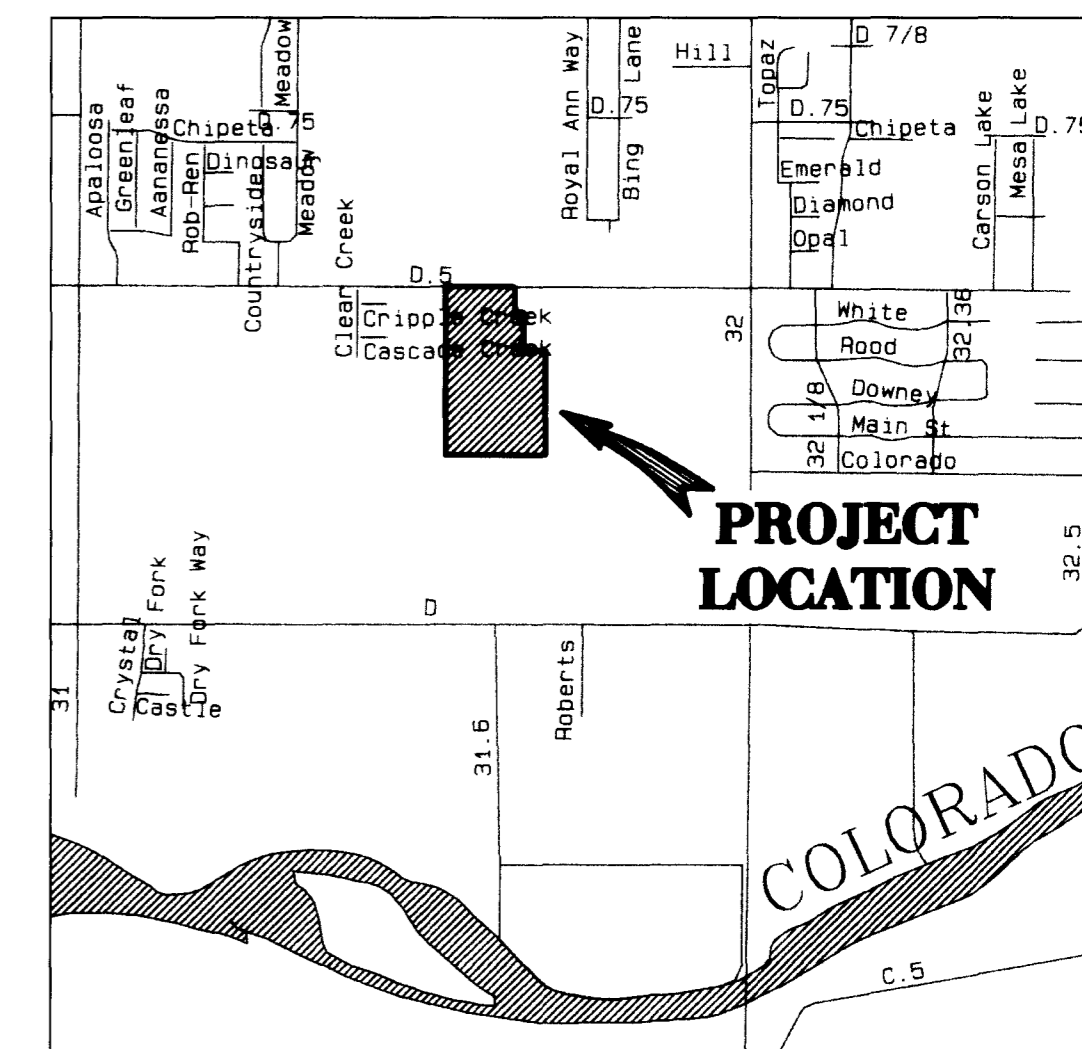 Meadow
Royal Ann Way
Lane
Hill
Topaz
D 7/8
Apaloosa
Greenleaf
Aananessa
Chipeta
D.75
D.75
D.75
Chipeta
Carson Lake
Mesa Lake
D.75
Rob-Ren
Dinosaur
Countryside
Meadow
Bing
Emerald
Diamond
Opal
Clear Creek
D.5
Cripple Creek
Cascade Creek
32
White
32.36
Rood
Downey
32 1/8
Main St
Colorado
PROJECT
LOCATION
32.5
D
Crystal
Dry Fork
Dry Fork Way
Castle
31
31.6
Roberts
COLORADO
C.5